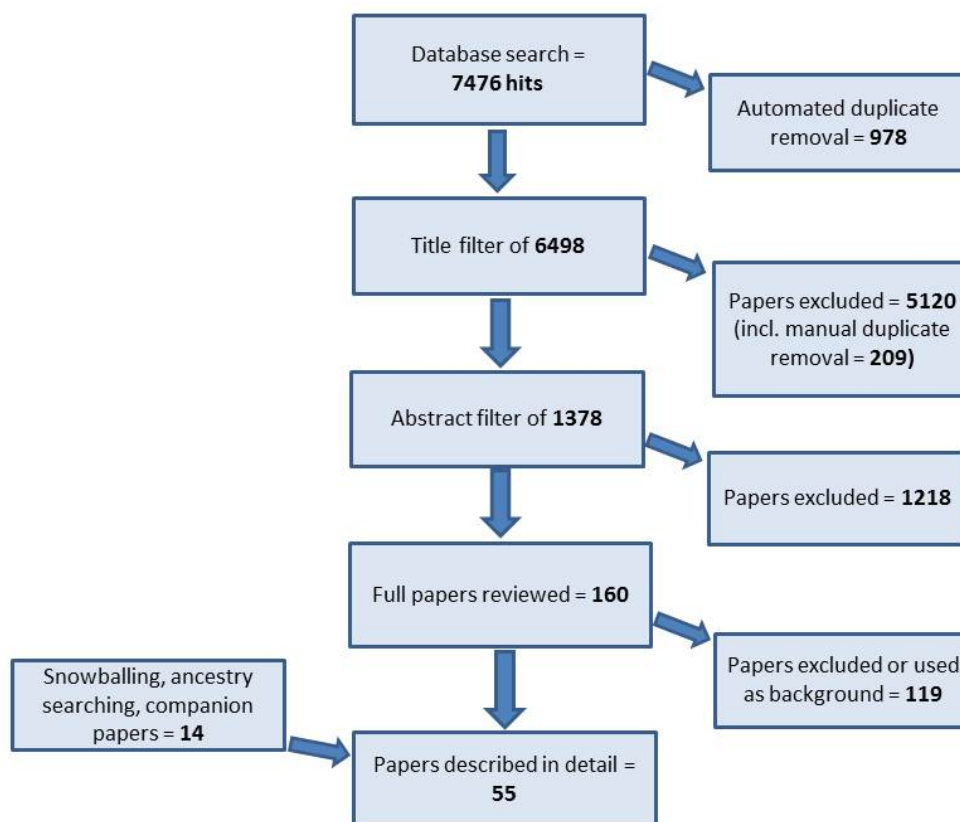 Database search =
7476 hits
Automated duplicate
removal = 978
Title filter of 6498
Papers excluded = 5120
(incl. manual duplicate
removal = 209)
Abstract filter of 1378
Papers excluded = 1218
Full papers reviewed = 160
Papers excluded or used
as background = 119
Snowballing, ancestry
searching, companion
papers = 14
Papers described in detail =
55